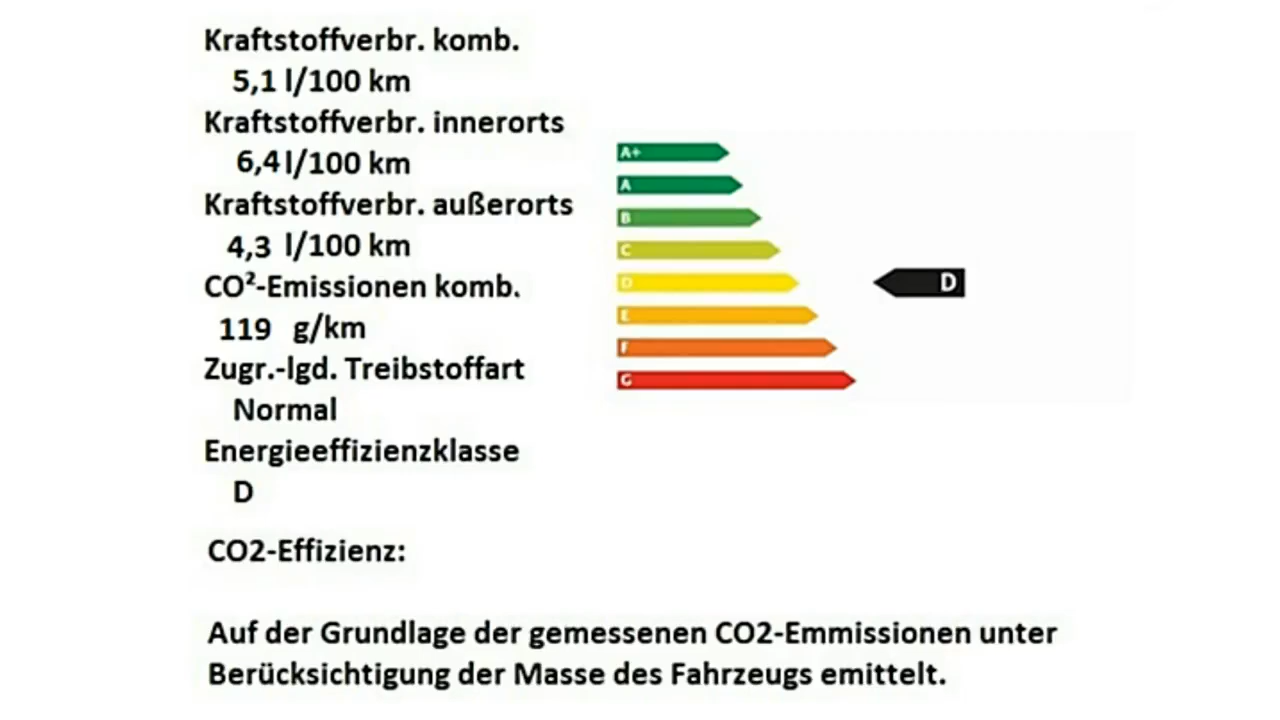 Kraftstoffverbr. komb.
5,1 l/100 km
Kraftstoffverbr. innerorts
6,4 l/100 km
Kraftstoffverbr. außerorts
4,3 l/100 km
CO²-Emissionen komb.
119 g/km
Zugr.-lgd. Treibstoffart
Normal
Energieeffizienzklasse
D
A+
A
B
C
D
D
E
F
G
CO2-Effizienz:
Auf der Grundlage der gemessenen CO2-Emmissionen unter
Berücksichtigung der Masse des Fahrzeugs emittelt.